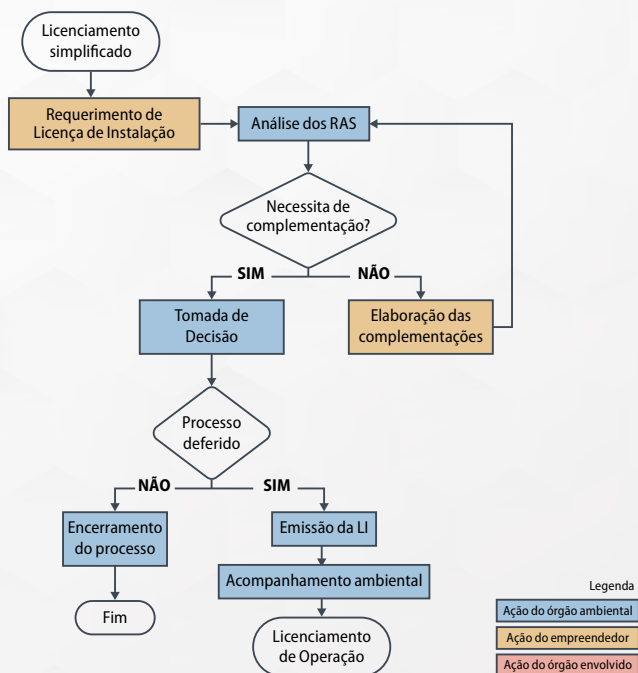 Licenciamento
simplificado
Requerimento de
Licença de Instalação
Análise dos RAS
Necessita de
complementação?
SIM
NÃO
Tomada de
Decisão
Elaboração das
complementações
Processo
deferido
NÃO
SIM
Encerramento
do processo
Emissão da LI
Acompanhamento ambiental
Fim
Licenciamento
de Operação
Legenda
Ação do órgão ambiental
Ação do empreendedor
Ação do órgão envolvido